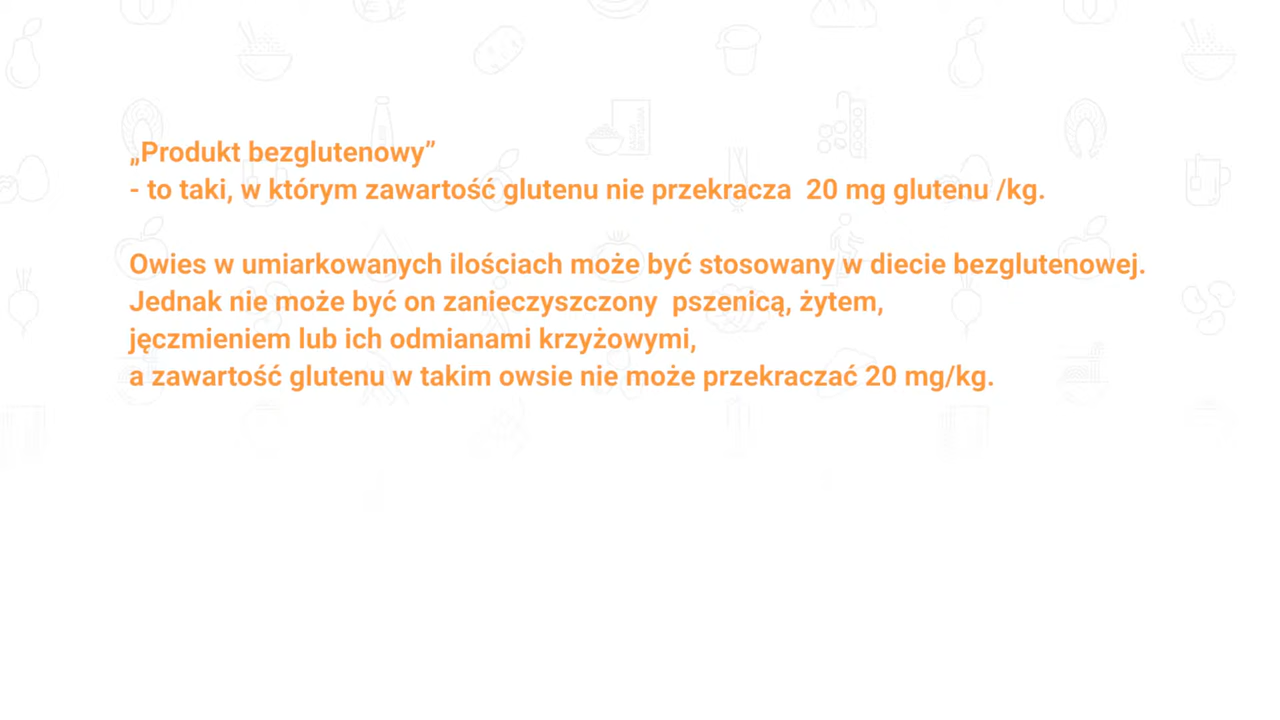 „Produkt bezglutenowy”
- to taki, w którym zawartość glutenu nie przekracza  20 mg glutenu /kg.
Owies w umiarkowanych ilościach może być stosowany w diecie bezglutenowej.
Jednak nie może być on zanieczyszczony  pszenicą, żytem,
jęczmieniem lub ich odmianami krzyżowymi,
a zawartość glutenu w takim owsie nie może przekraczać 20 mg/kg.